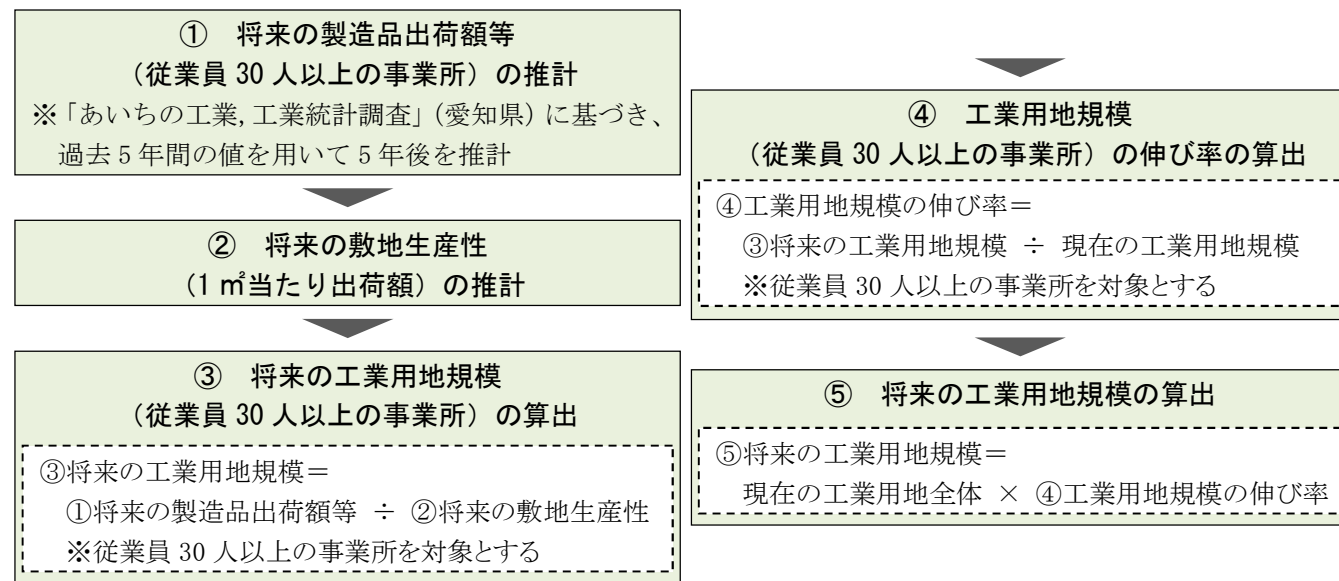 ① 将来の製造品出荷額等
(従業員 30 人以上の事業所)の推計
※「あいちの工業,工業統計調査」(愛知県)に基づき、
過去 5 年間の値を用いて 5 年後を推計
② 将来の敷地生産性
(1 ㎡当たり出荷額)の推計
③ 将来の工業用地規模
(従業員 30 人以上の事業所)の算出
③将来の工業用地規模=
①将来の製造品出荷額等 ÷ ②将来の敷地生産性
※従業員 30 人以上の事業所を対象とする
④ 工業用地規模
(従業員 30 人以上の事業所)の伸び率の算出
④工業用地規模の伸び率=
③将来の工業用地規模 ÷ 現在の工業用地規模
※従業員 30 人以上の事業所を対象とする
⑤ 将来の工業用地規模の算出
⑤将来の工業用地規模=
現在の工業用地全体 × ④工業用地規模の伸び率